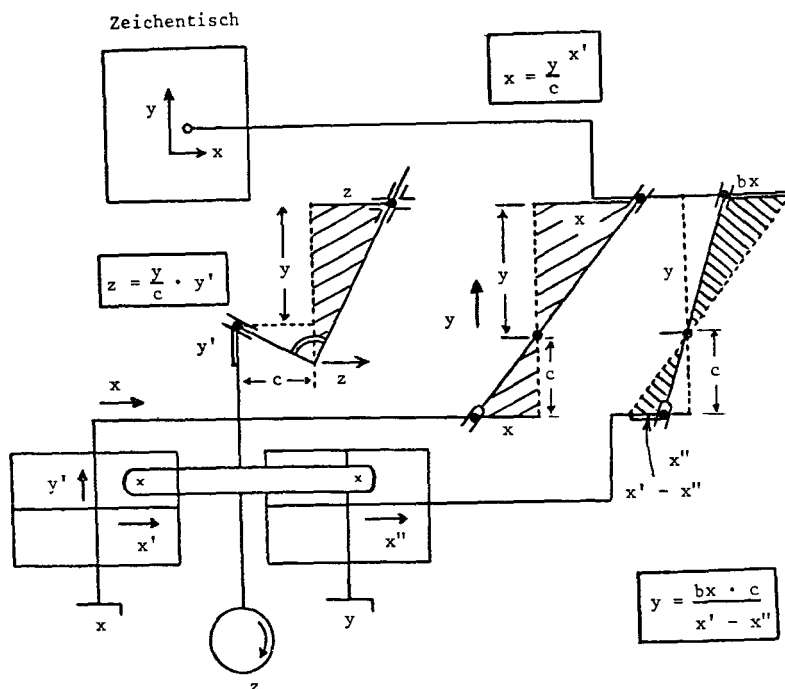 Zeichentisch
x = y/c x'
y
x
z
bx
y
x
y
y
z = y/c · y'
y'
c
z
y
c
c
x
x
x''
x' - x''
y'
x
x
x'
x''
x
y
z
y = bx · c / x' - x''